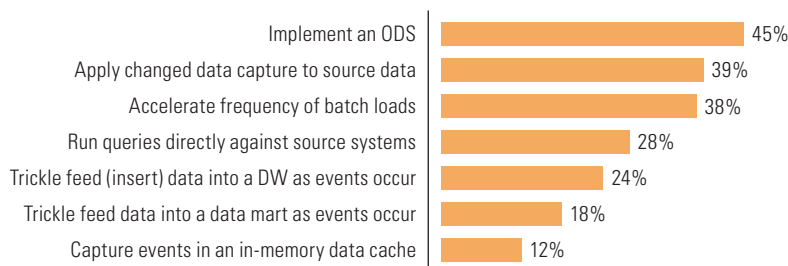 Implement an ODS 45%
Apply changed data capture to source data 39%
Accelerate frequency of batch loads 38%
Run queries directly against source systems 28%
Trickle feed (insert) data into a DW as events occur 24%
Trickle feed data into a data mart as events occur 18%
Capture events in an in-memory data cache 12%